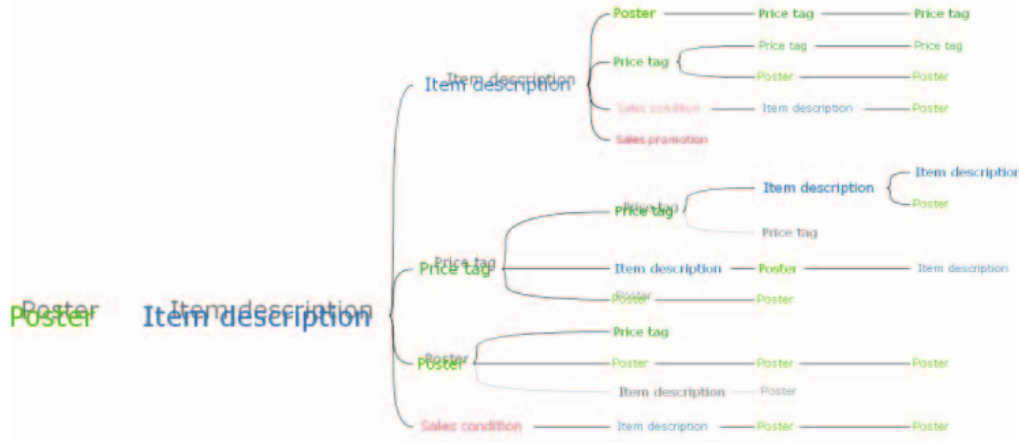 Poster Price tag Price tag
Price tag Price tag
Item description Item description Price tag
Poster Poster
Sales condition Item description Poster
Sales promotion
Item description
Price tag Price tag Item description Poster
Price tag
Price tag Price tag Item description Poster Item description
Poster Poster Poster
Poster Poster Item description Item description Price tag
Poster Poster Poster Poster Poster
Item description Poster
Sales condition Item description Poster Poster